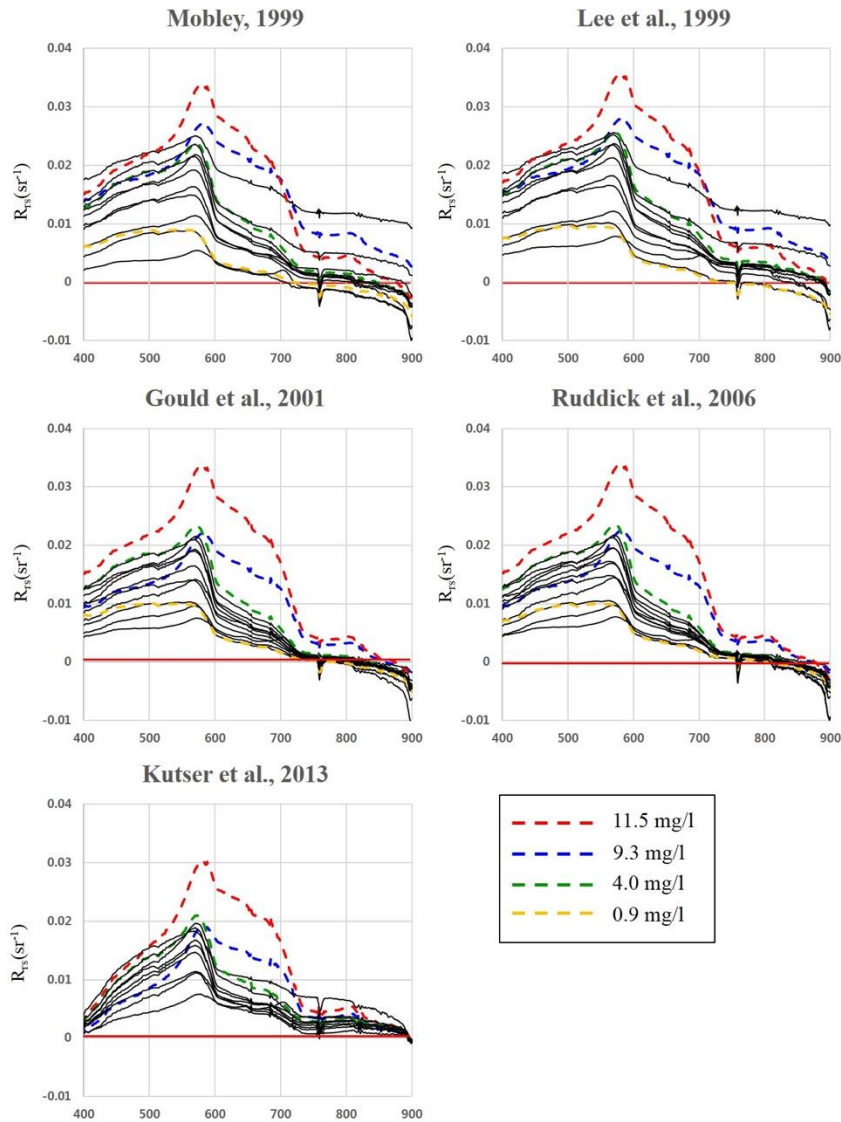 Mobley, 1999
Lee et al., 1999
0.04
0.03
0.02
0.01
0
-0.01
Rrs(sr-1)
400 500 600 700 800 900
0.04
0.03
0.02
0.01
0
-0.01
Rrs(sr-1)
400 500 600 700 800 900
Gould et al., 2001
Ruddick et al., 2006
0.04
0.03
0.02
0.01
0
-0.01
Rrs(sr-1)
400 500 600 700 800 900
0.04
0.03
0.02
0.01
0
-0.01
Rrs(sr-1)
400 500 600 700 800 900
Kutser et al., 2013
0.04
0.03
0.02
0.01
0
-0.01
Rrs(sr-1)
400 500 600 700 800 900
11.5 mg/l
9.3 mg/l
4.0 mg/l
0.9 mg/l